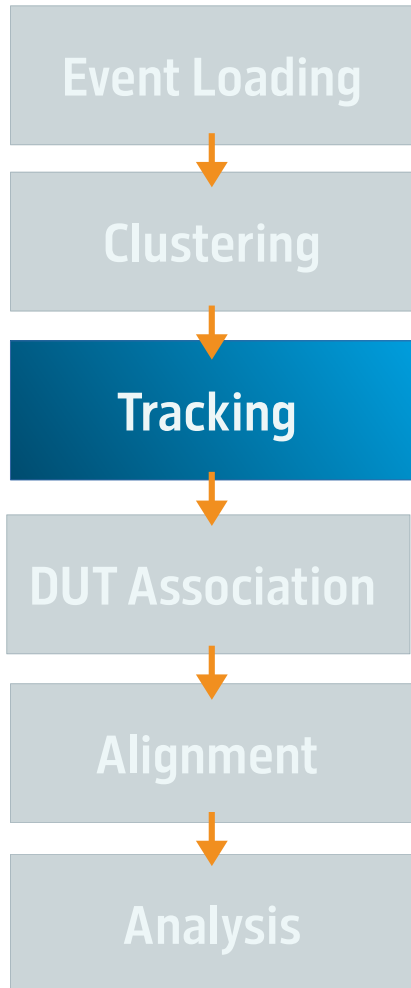 Event Loading
Clustering
Tracking
DUT Association
Alignment
Analysis